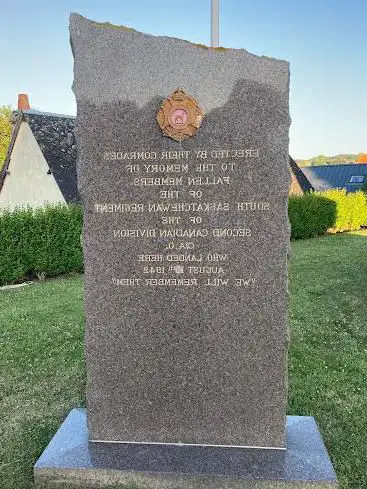 ERECTED BY THEIR COMRADES
TO THE MEMORY OF
FALLEN MEMBERS
OF THE
SOUTH SASKATCHEWAN REGIMENT
OF THE
SECOND CANADIAN DIVISION
C.A.O.
WHO LANDED HERE
AUGUST 19TH 1942
"WE WILL REMEMBER THEM"